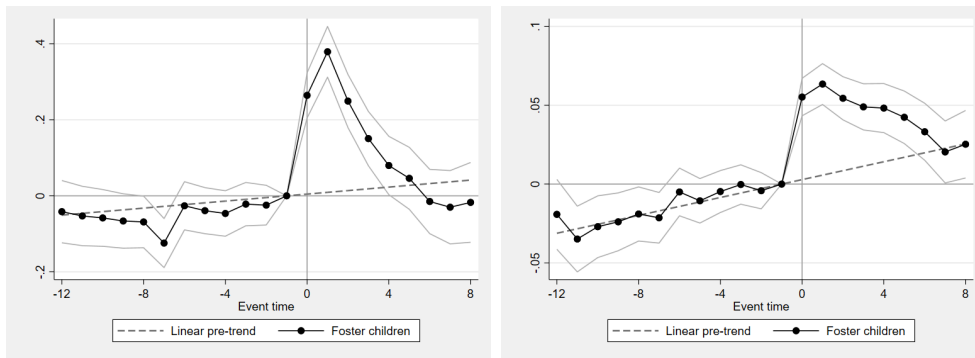 .4
.2
0
-.2
-12 -8 -4 0 4 8
Event time
Linear pre-trend Foster children
.1
.05
0
-.05
-12 -8 -4 0 4 8
Event time
Linear pre-trend Foster children